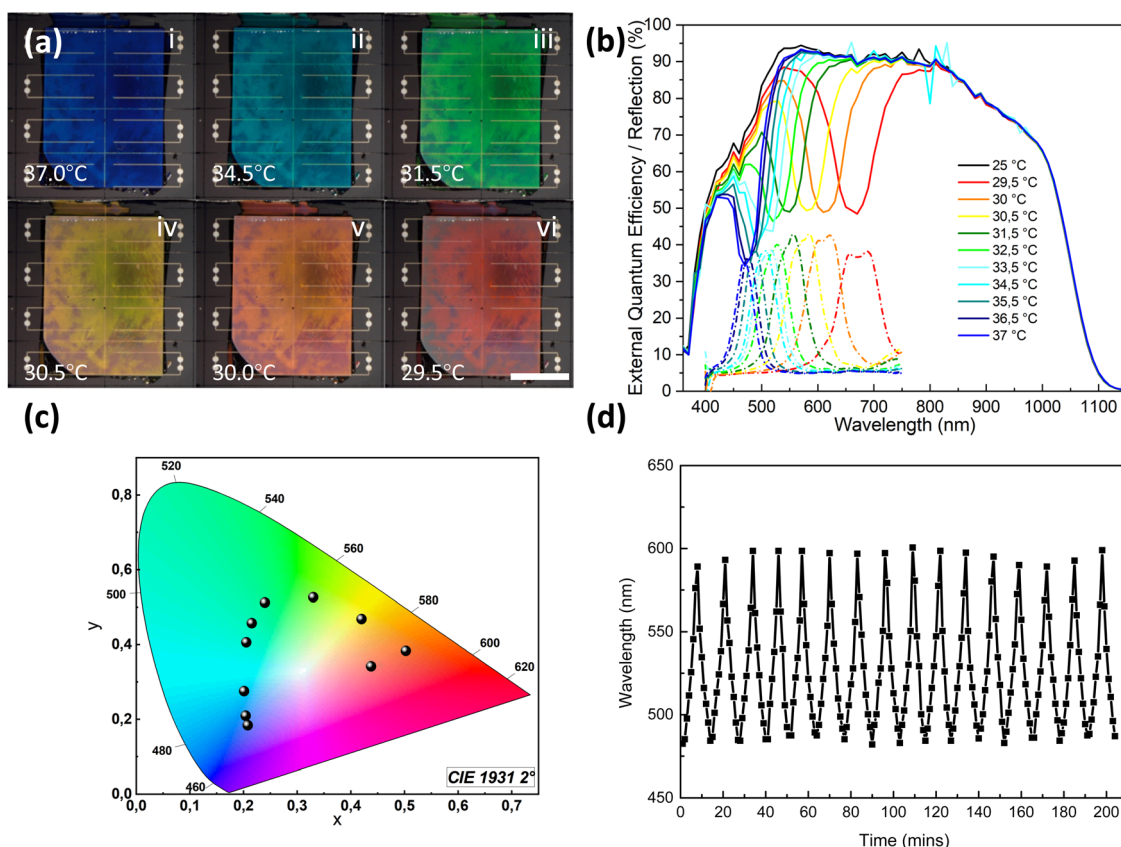 (a)
i
ii
iii
37.0°C
34.5°C
31.5°C
iv
v
vi
30.5°C
30.0°C
29.5°C
(b)
External Quantum Efficiency / Reflection (%)
100
90
80
70
60
50
40
30
20
10
0
400 500 600 700 800 900 1000 1100
Wavelength (nm)
25 °C
29,5 °C
30 °C
30,5 °C
31,5 °C
32,5 °C
33,5 °C
34,5 °C
35,5 °C
36,5 °C
37 °C
(c)
y
0,8
0,6
0,4
0,2
0,0
0,0 0,1 0,2 0,3 0,4 0,5 0,6 0,7
x
460
480
500
520
540
560
580
600
620
CIE 1931 2°
(d)
Wavelength (nm)
650
600
550
500
450
0 20 40 60 80 100 120 140 160 180 200
Time (mins)